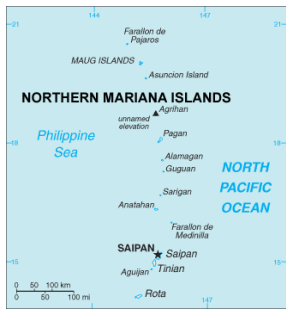 144
147
21
21
Farallon de
Pajaros
MAUG ISLANDS
Asuncion Island
NORTHERN MARIANA ISLANDS
Agrihan
unnamed
elevation
Philippine
Sea
Pagan
19
18
Alamagan
Guguan
NORTH
PACIFIC
OCEAN
Sarigan
Anatahan
Farallon de
Medinilla
SAIPAN
Saipan
Tinian
Aguijan
15
15
0 50 100 km
0 50 100 mi
Rota
147